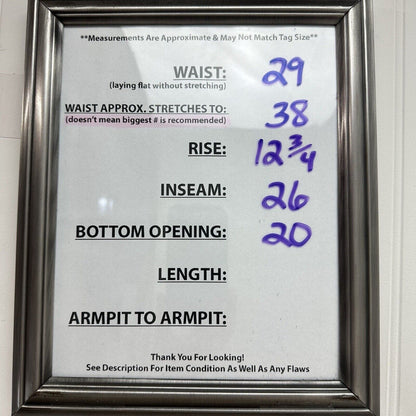 **Measurements Are Approximate & May Not Match Tag Size**
WAIST: 29
(laying flat without stretching)
WAIST APPROX. STRETCHES TO: 38
(doesn't mean biggest # is recommended)
RISE: 12 3/4
INSEAM: 26
BOTTOM OPENING: 20
LENGTH:
ARMPIT TO ARMPIT:
Thank You For Looking!
See Description For Item Condition As Well As Any Flaws